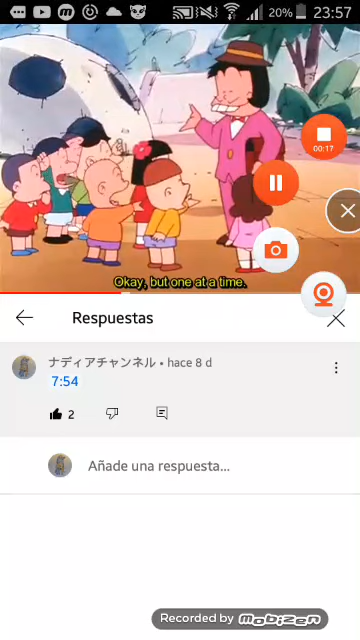 20% 23:57
00:17
Okay, but one at a time.
Respuestas
ナディアチャンネル • hace 8 d
7:54
2
Añade una respuesta...
Recorded by mobizen